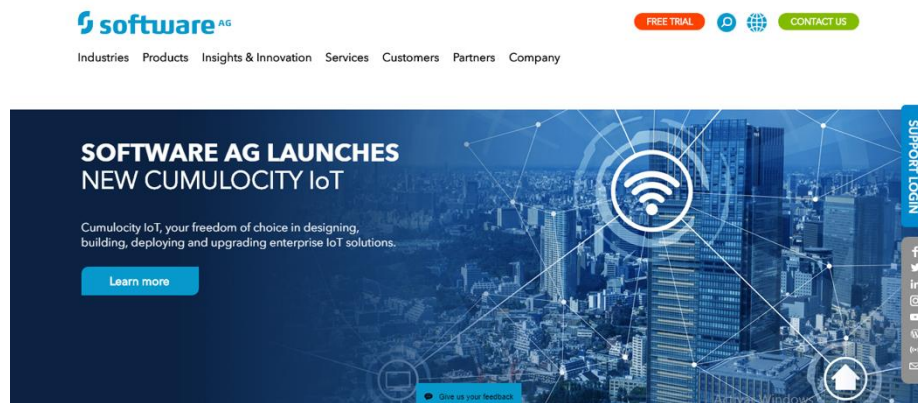 software AG
FREE TRIAL
CONTACT US
Industries Products Insights & Innovation Services Customers Partners Company
SOFTWARE AG LAUNCHES
NEW CUMULOCITY IoT
Cumulocity IoT, your freedom of choice in designing,
building, deploying and upgrading enterprise IoT solutions.
Learn more
SUPPORT LOGIN
Give us your feedback
Activate Windows